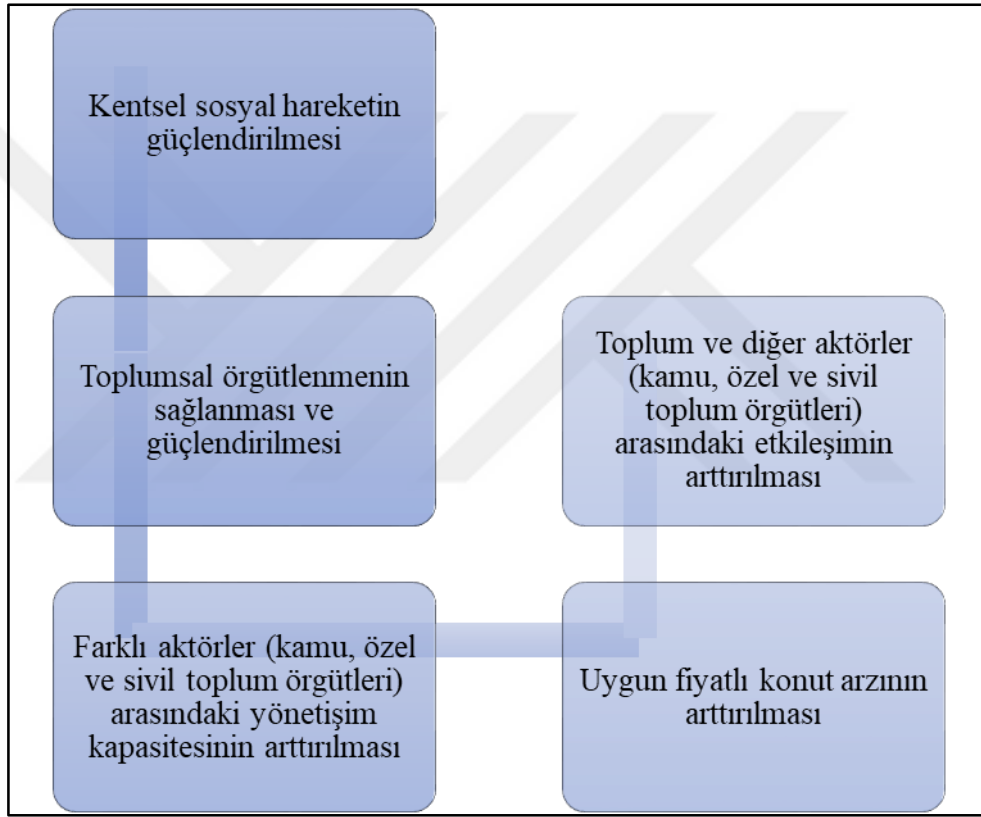 Kentsel sosyal hareketin
güçlendirilmesi
Toplumsal örgütlenmenin
sağlanması ve
güçlendirilmesi
Farklı aktörler (kamu, özel
ve sivil toplum örgütleri)
arasındaki yönetişim
kapasitesinin arttırılması
Uygun fiyatlı konut arzının
arttırılması
Toplum ve diğer aktörler
(kamu, özel ve sivil
toplum örgütleri)
arasındaki etkileşimin
arttırılması